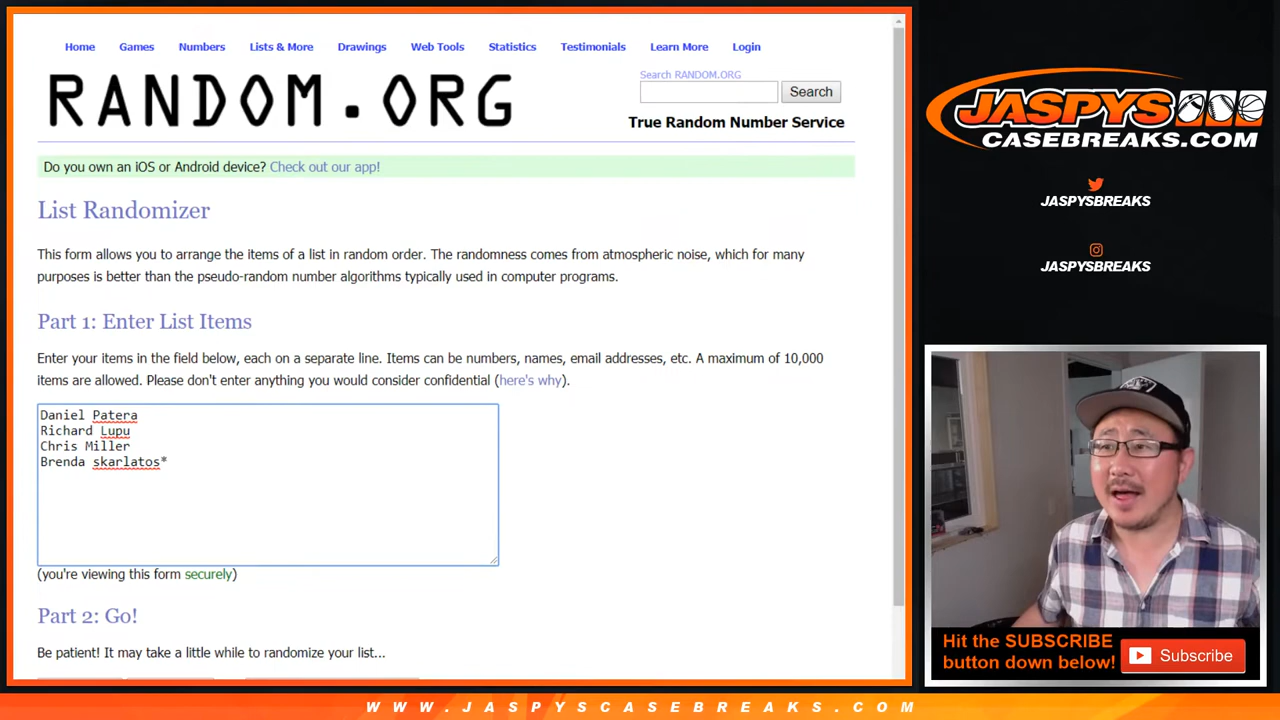 Home Games Numbers Lists & More Drawings Web Tools Statistics Testimonials Learn More Login
RANDOM.ORG
Search RANDOM.ORG
Search
True Random Number Service
Do you own an iOS or Android device? Check out our app!
List Randomizer
This form allows you to arrange the items of a list in random order. The randomness comes from atmospheric noise, which for many
purposes is better than the pseudo-random number algorithms typically used in computer programs.
Part 1: Enter List Items
Enter your items in the field below, each on a separate line. Items can be numbers, names, email addresses, etc. A maximum of 10,000
items are allowed. Please don't enter anything you would consider confidential (here's why).
Daniel Patera
Richard Lupu
Chris Miller
Brenda skarlatos*
(you're viewing this form securely)
Part 2: Go!
Be patient! It may take a little while to randomize your list...
JASPYS
CASEBREAKS.COM
JASPYSBREAKS
JASPYSBREAKS
Hit the SUBSCRIBE
button down below!
Subscribe
WWW.JASPYSCASEBREAKS.COM